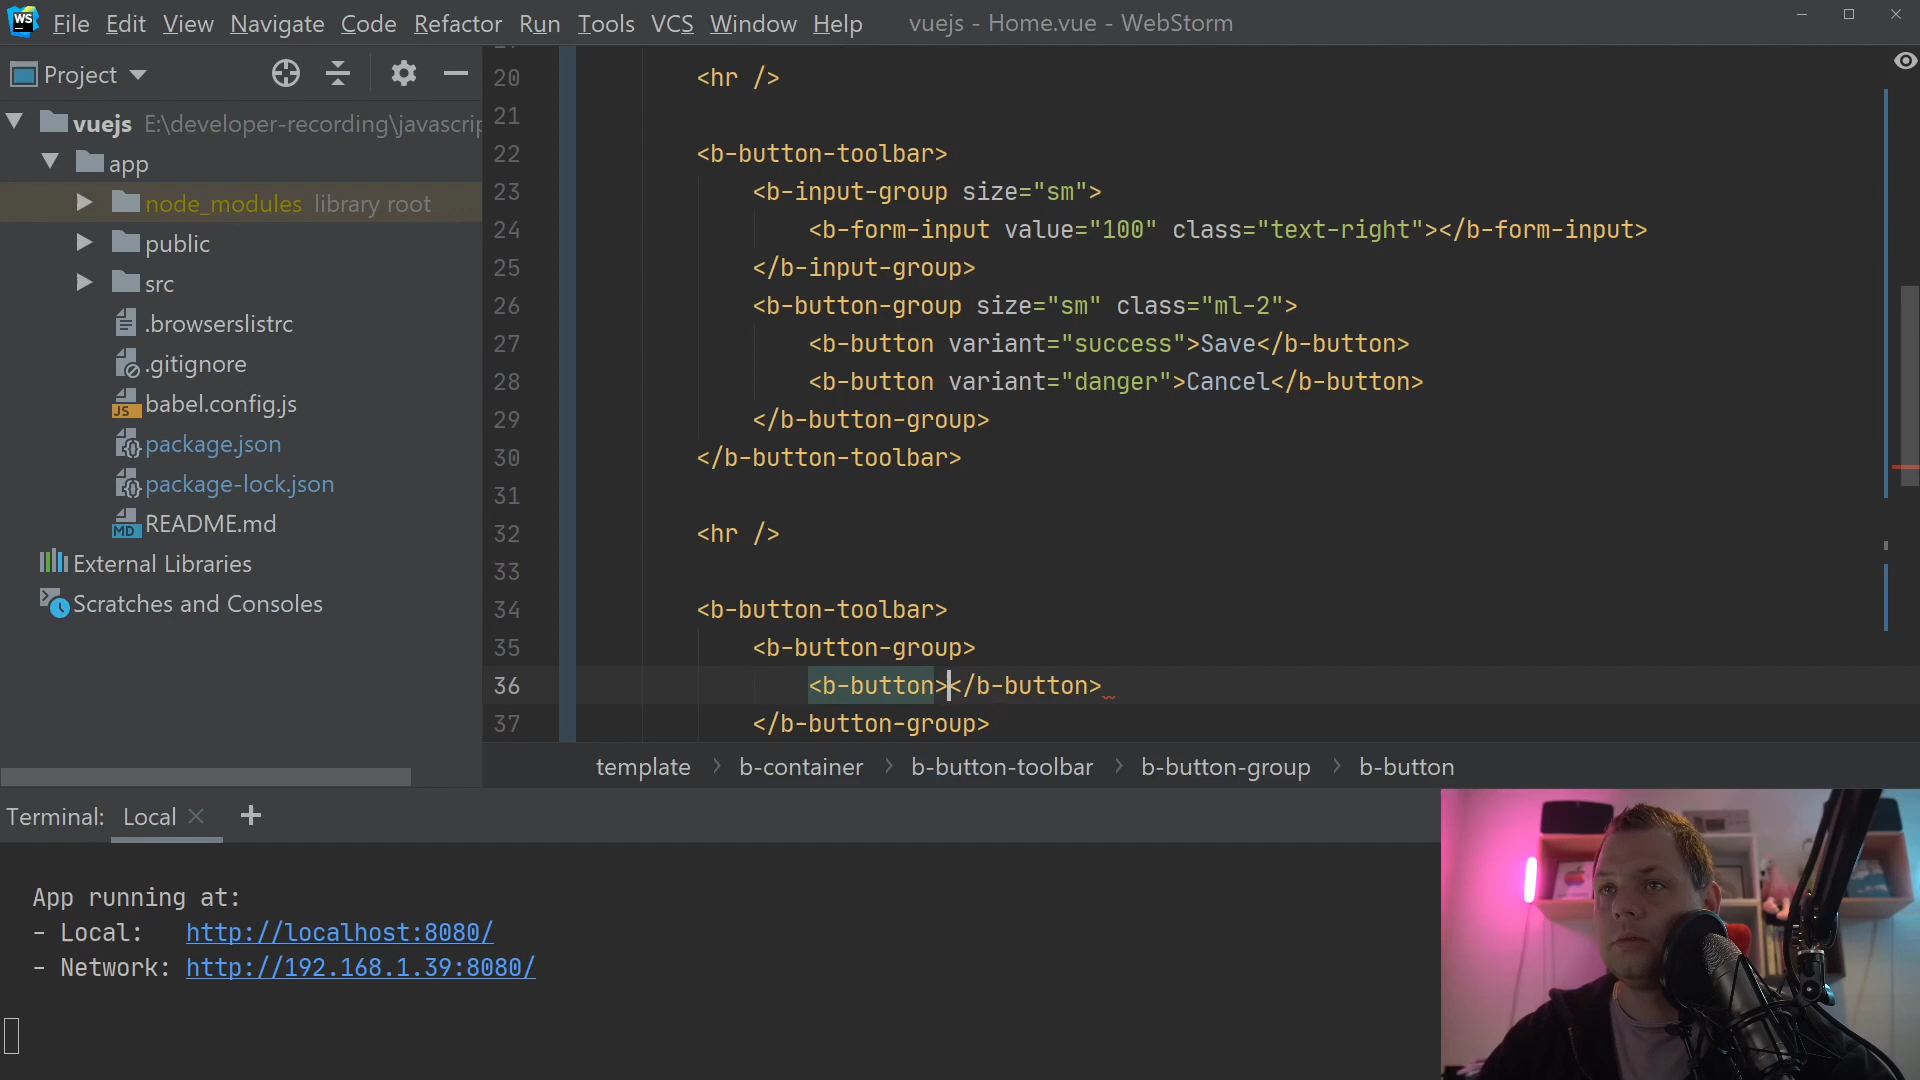 WS File Edit View Navigate Code Refactor Run Tools VCS Window Help vuejs - Home.vue - WebStorm
Project
vuejs E:\developer-recording\javascrip
app
node_modules library root
public
src
.browserslistrc
.gitignore
JS babel.config.js
package.json
package-lock.json
MD README.md
External Libraries
Scratches and Consoles
20 <hr />
21
22 <b-button-toolbar>
23 <b-input-group size="sm">
24 <b-form-input value="100" class="text-right"></b-form-input>
25 </b-input-group>
26 <b-button-group size="sm" class="ml-2">
27 <b-button variant="success">Save</b-button>
28 <b-button variant="danger">Cancel</b-button>
29 </b-button-group>
30 </b-button-toolbar>
31
32 <hr />
33
34 <b-button-toolbar>
35 <b-button-group>
36 <b-button></b-button>
37 </b-button-group>
template b-container b-button-toolbar b-button-group b-button
Terminal: Local
App running at:
- Local: http://localhost:8080/
- Network: http://192.168.1.39:8080/